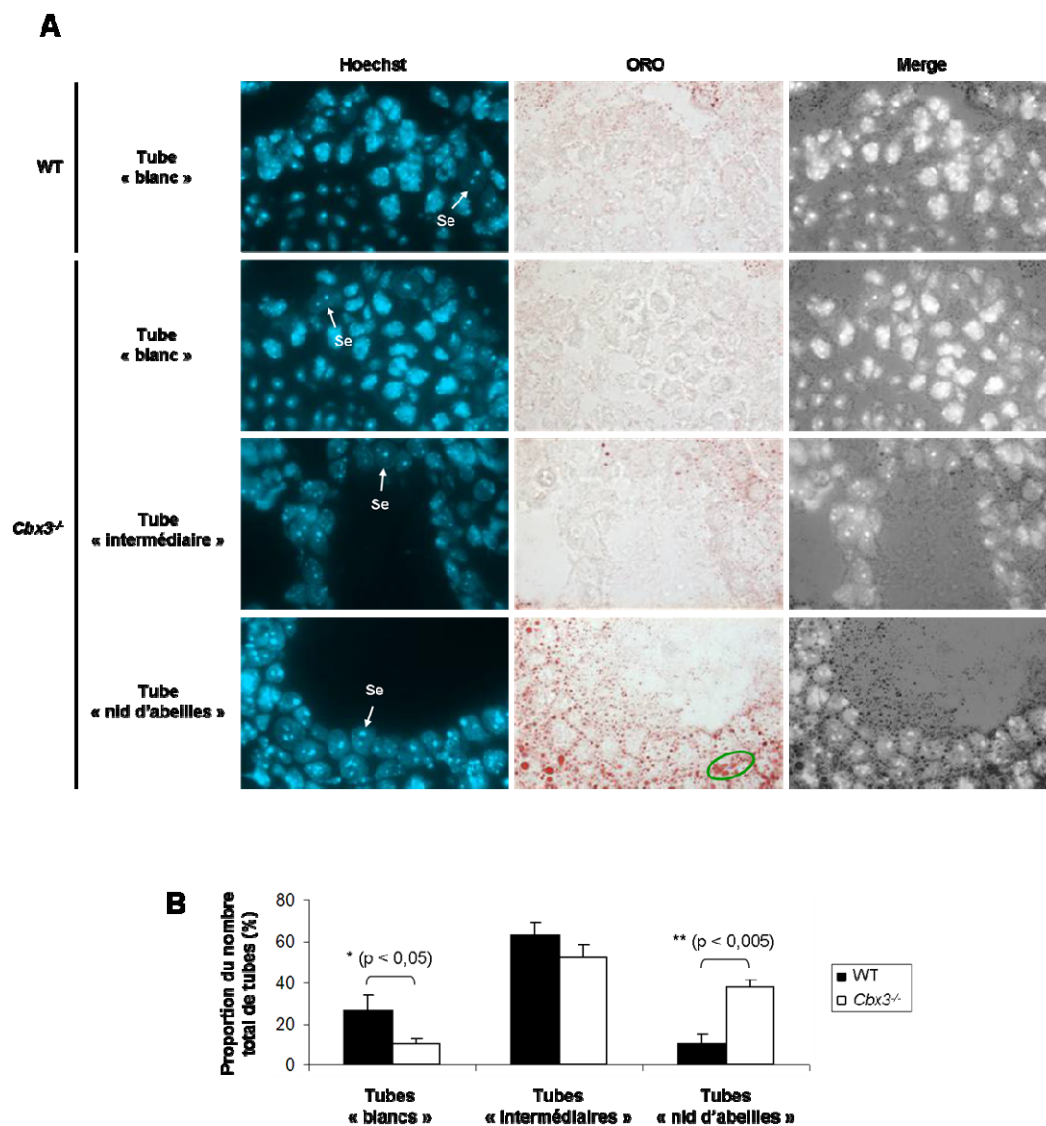 A
Hoechst
ORO
Merge
WT
Tube
« blanc »
Se
Cbx3-/-
Tube
« blanc »
Se
Tube
« intermédiaire »
Se
Tube
« nid d’abeilles »
Se
B
Proportion du nombre
total de tubes (%)
80
60
40
20
0
* (p < 0,05)
** (p < 0,005)
WT
Cbx3-/-
Tubes
« blancs »
Tubes
« intermédiaires »
Tubes
« nid d’abeilles »